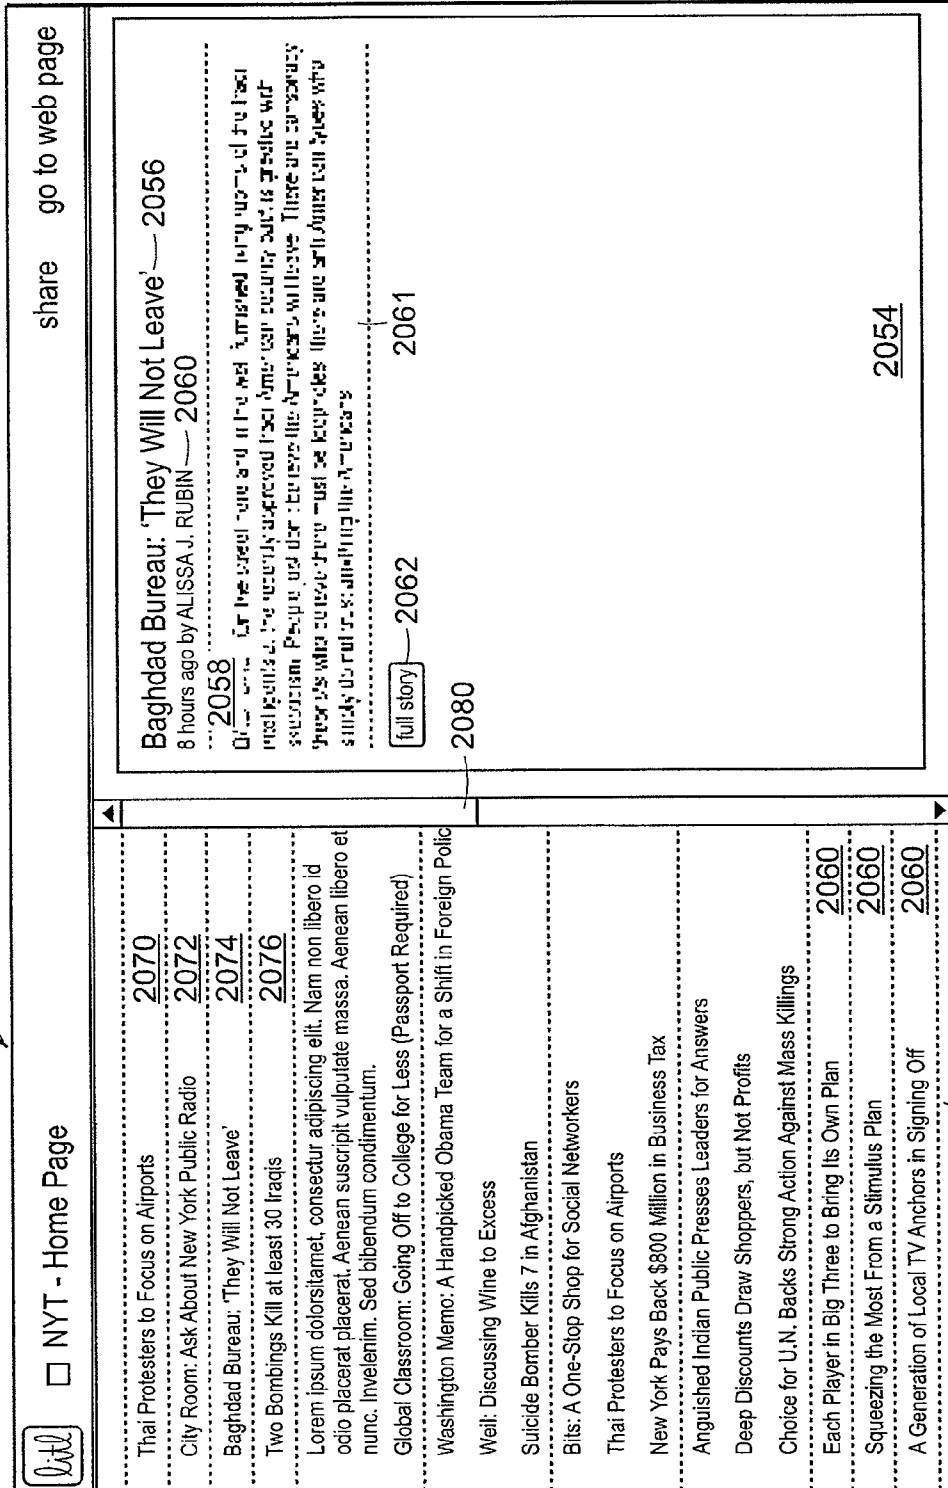 litl
NYT - Home Page
share
go to web page
Thai Protesters to Focus on Airports 2070
City Room: Ask About New York Public Radio 2072
Baghdad Bureau: 'They Will Not Leave' 2074
Two Bombings Kill at least 30 Iraqis 2076
Lorem ipsum dolorsitamet, consectur adipiscing elit. Nam non libero id
odio placerat. Aenean suscripit vulputate massa. Aenean libero et
nunc. Invelenim. Sed bibendum condimentum.
Global Classroom: Going Off to College for Less (Passport Required)
Washington Memo: A Handpicked Obama Team for a Shift in Foreign Polic
Well: Discussing Wine to Excess
Suicide Bomber Kills 7 in Afghanistan
Bits: A One-Stop Shop for Social Networkers
Thai Protesters to Focus on Airports
New York Pays Back $800 Million in Business Tax
Anguished Indian Public Presses Leaders for Answers
Deep Discounts Draw Shoppers, but Not Profits
Choice for U.N. Backs Strong Action Against Mass Killings
Each Player in Big Three to Bring Its Own Plan 2060
Squeezing the Most From a Stimulus Plan 2060
A Generation of Local TV Anchors in Signing Off 2060
Baghdad Bureau: 'They Will Not Leave' 2056
8 hours ago by ALISSA J. RUBIN 2060
2058
2061
full story 2062
2080
2054